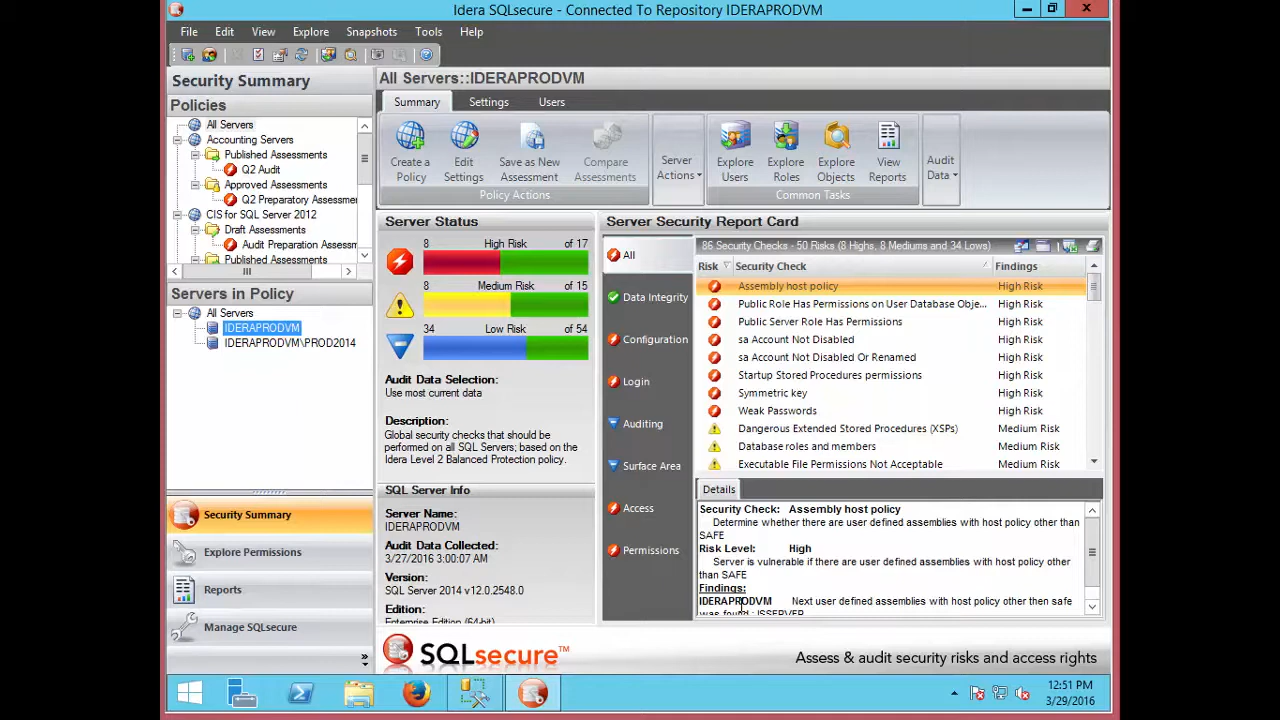 Idera SQLsecure - Connected To Repository IDERAPRODVM
File Edit View Explore Snapshots Tools Help
Security Summary
Policies
All Servers
Accounting Servers
Published Assessments
Q2 Audit
Approved Assessments
Q2 Preparatory Assessme
CIS for SQL Server 2012
Draft Assessments
Audit Preparation Assessm
Published Assessments
Servers in Policy
All Servers
IDERAPRODVM
IDERAPRODVM\PROD2014
Security Summary
Explore Permissions
Reports
Manage SQLsecure
All Servers::IDERAPRODVM
Summary Settings Users
Create a Policy
Edit Settings
Save as New Assessment
Compare Assessments
Policy Actions
Server Actions
Explore Users
Explore Roles
Explore Objects
View Reports
Common Tasks
Audit Data
Server Status
8 High Risk of 17
8 Medium Risk of 15
34 Low Risk of 54
Audit Data Selection:
Use most current data
Description:
Global security checks that should be
performed on all SQL Servers; based on the
Idera Level 2 Balanced Protection policy.
SQL Server Info
Server Name:
IDERAPRODVM
Audit Data Collected:
3/27/2016 3:00:07 AM
Version:
SQL Server 2014 v12.0.2548.0
Edition:
Enterprise Edition (64-bit)
Server Security Report Card
All
Data Integrity
Configuration
Login
Auditing
Surface Area
Access
Permissions
86 Security Checks - 50 Risks (8 Highs, 8 Mediums and 34 Lows)
Risk Security Check Findings
Assembly host policy High Risk
Public Role Has Permissions on User Database Obje... High Risk
Public Server Role Has Permissions High Risk
sa Account Not Disabled High Risk
sa Account Not Disabled Or Renamed High Risk
Startup Stored Procedures permissions High Risk
Symmetric key High Risk
Weak Passwords High Risk
Dangerous Extended Stored Procedures (XSPs) Medium Risk
Database roles and members Medium Risk
Executable File Permissions Not Acceptable Medium Risk
Details
Security Check: Assembly host policy
Determine whether there are user defined assemblies with host policy other than
SAFE
Risk Level: High
Server is vulnerable if there are user defined assemblies with host policy other
than SAFE
Findings:
IDERAPRODVM Next user defined assemblies with host policy other then safe
was found : ISSERVER
SQLsecure™
Assess & audit security risks and access rights
12:51 PM
3/29/2016